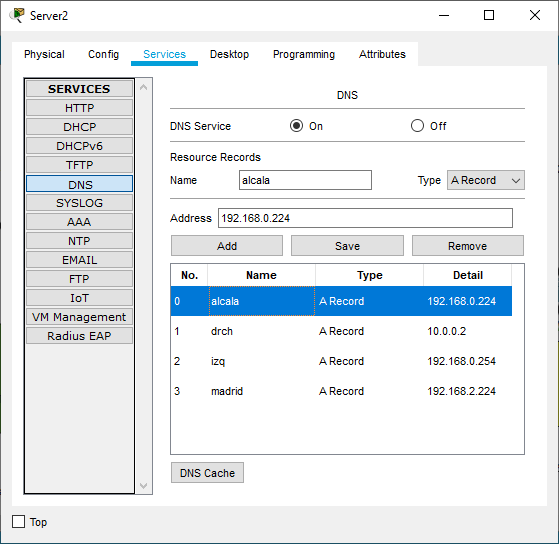 Server2
Physical Config Services Desktop Programming Attributes
SERVICES
HTTP
DHCP
DHCPv6
TFTP
DNS
SYSLOG
AAA
NTP
EMAIL
FTP
IoT
VM Management
Radius EAP
DNS
DNS Service On Off
Resource Records
Name alcala Type A Record
Address 192.168.0.224
Add Save Remove
No. Name Type Detail
0 alcala A Record 192.168.0.224
1 drch A Record 10.0.0.2
2 izq A Record 192.168.0.254
3 madrid A Record 192.168.2.224
DNS Cache
Top